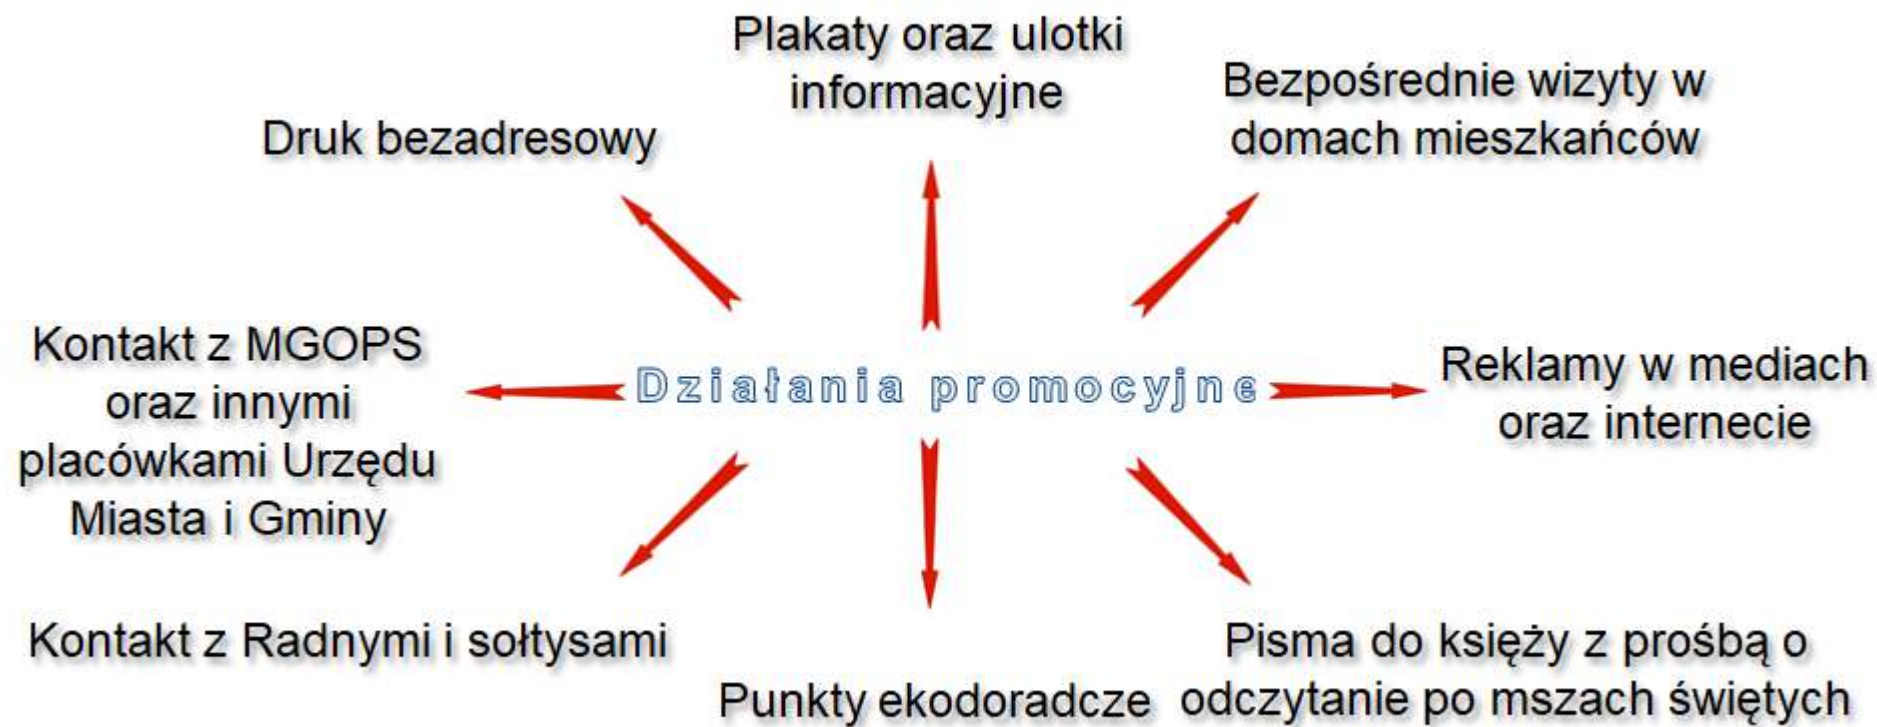 Plakaty oraz ulotki
informacyjne
Bezpośrednie wizyty w
domach mieszkańców
Druk bezadresowy
Kontakt z MGOPS
oraz innymi
placówkami Urzędu
Miasta i Gminy
Działania promocyjne
Reklamy w mediach
oraz internecie
Kontakt z Radnymi i sołtysami
Punkty ekodoradcze
Pisma do księży z prośbą o
odczytanie po mszach świętych